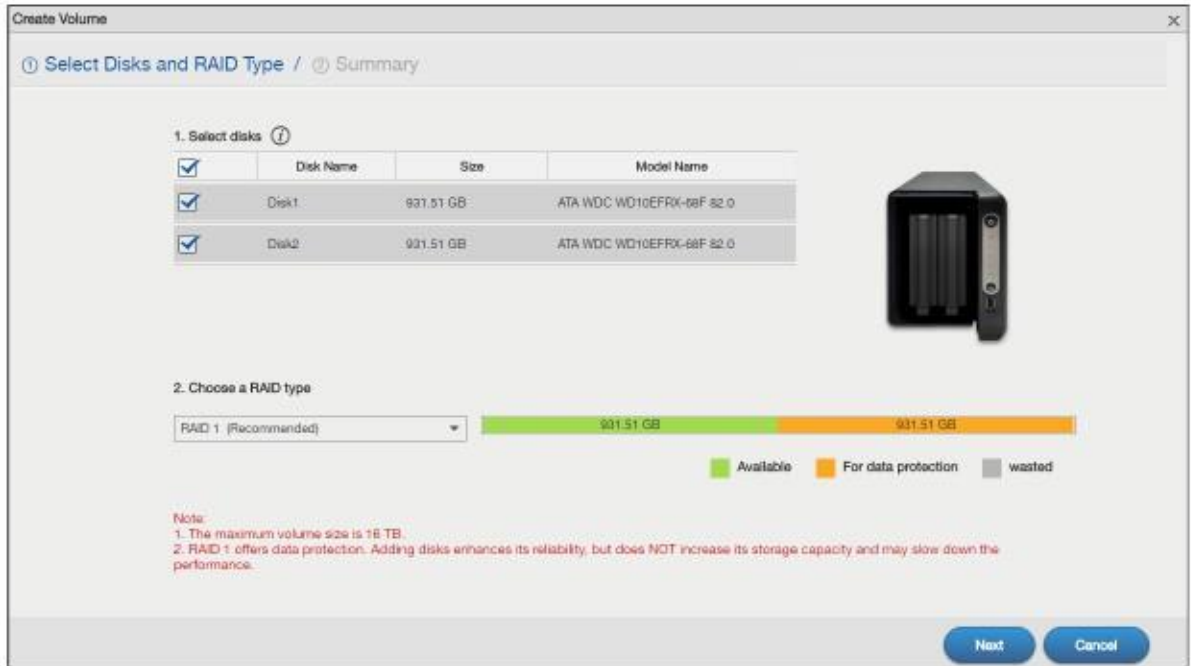 Create Volume
① Select Disks and RAID Type / ② Summary
1. Select disks
Disk Name Size Model Name
Disk1 931.51 GB ATA WDC WD10EFRX-68F 82.0
Disk2 931.51 GB ATA WDC WD10EFRX-68F 82.0
2. Choose a RAID type
RAID 1 (Recommended) 931.51 GB 931.51 GB
Available For data protection wasted
Note:
1. The maximum volume size is 16 TB.
2. RAID 1 offers data protection. Adding disks enhances its reliability, but does NOT increase its storage capacity and may slow down the
performance.
Next Cancel